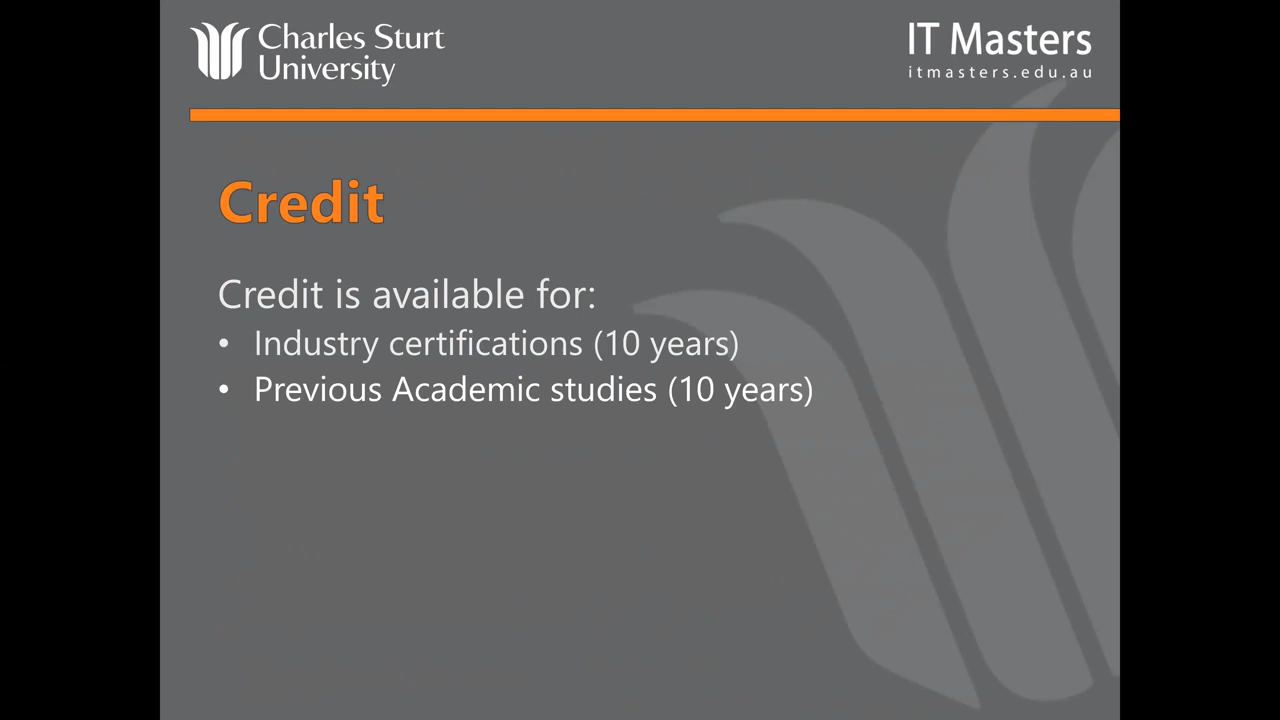 Charles Sturt
University
IT Masters
itmasters.edu.au
Credit
Credit is available for:
• Industry certifications (10 years)
• Previous Academic studies (10 years)